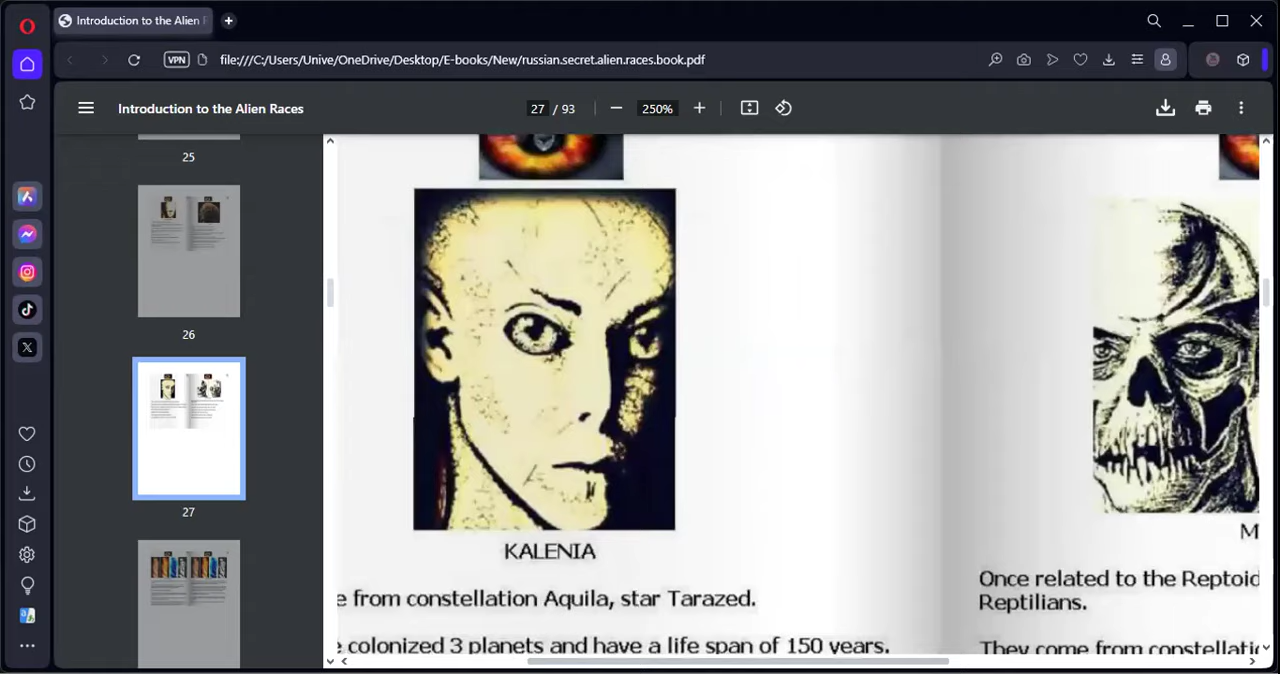 Introduction to the Alien R
VPN
file:///C:/Users/Unive/OneDrive/Desktop/E-books/New/russian.secret.alien.races.book.pdf
Introduction to the Alien Races
27 / 93
250%
25
26
27
KALENIA
e from constellation Aquila, star Tarazed.
colonized 3 planets and have a life span of 150 years.
M
Once related to the Reptoid
Reptilians.
They come from constellatio